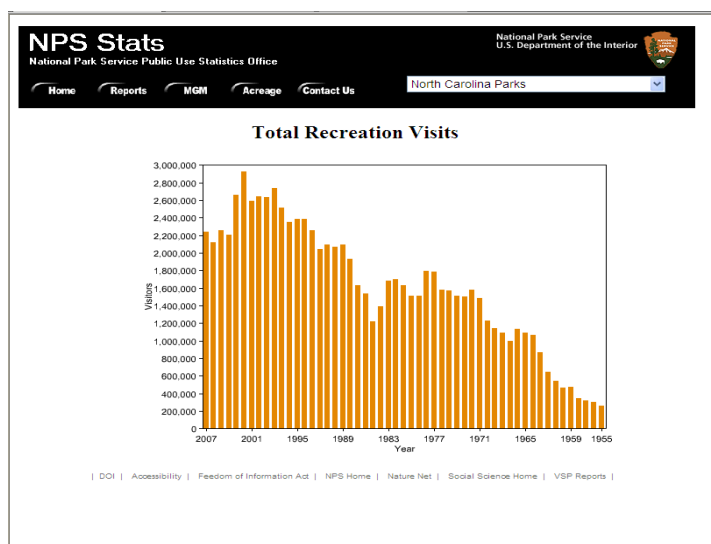 NPS Stats
National Park Service Public Use Statistics Office
National Park Service
U.S. Department of the Interior
Home Reports MGM Acreage Contact Us
North Carolina Parks
Total Recreation Visits
3,000,000
2,800,000
2,600,000
2,400,000
2,200,000
2,000,000
1,800,000
1,600,000
1,400,000
1,200,000
1,000,000
800,000
600,000
400,000
200,000
0
Visitors
2007 2001 1995 1989 1983 1977 1971 1965 1959 1955
Year
| DOI | Accessibility | Feedom of Information Act | NPS Home | Nature Net | Social Science Home | VSP Reports |